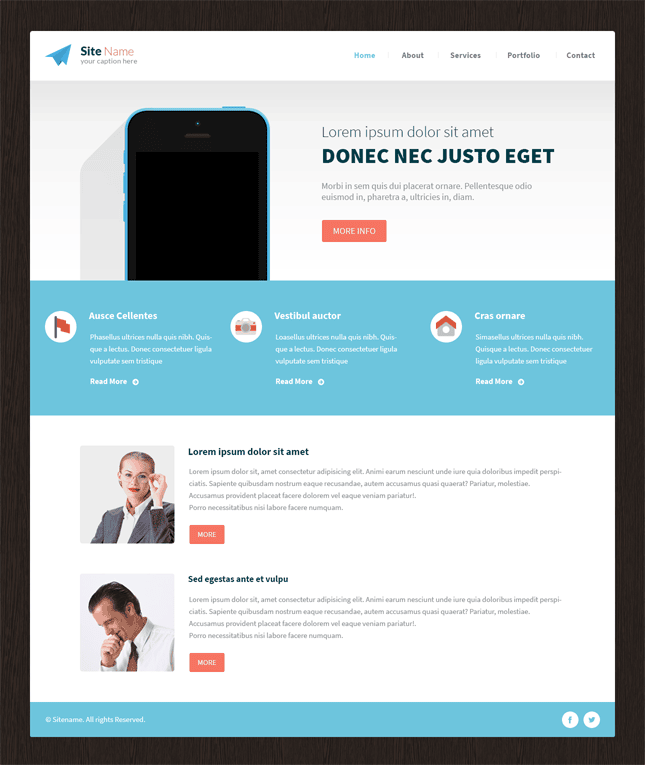 Site Name
your caption here
Home
About
Services
Portfolio
Contact
Lorem ipsum dolor sit amet
DONEC NEC JUSTO EGET
Morbi in sem quis dui placerat ornare. Pellentesque odio
euismod in, pharetra a, ultricies in, diam.
MORE INFO
Ausce Cellentes
Phasellus ultrices nulla quis nibh. Quis-
que a lectus. Donec consectetuer ligula
vulputate sem tristique
Read More
Vestibul auctor
Loasellus ultrices nulla quis nibh. Quis-
que a lectus. Donec consectetuer ligula
vulputate sem tristique
Read More
Cras ornare
Simasellus ultrices nulla quis nibh.
Quisque a lectus. Donec consectetuer
vulputate sem tristique
Read More
Lorem ipsum dolor sit amet
Lorem ipsum dolor sit, amet consectetur adipisicing elit. Animi earum nesciunt unde iure quia doloribus impedit perspi-
ciatis. Sapiente quibusdam nostrum eaque recusandae, autem accusamus quasi quaerat? Pariatur, molestiae.
Accusamus provident placeat facere dolorem vel eaque veniam pariatur!.
Porro necessitatibus nisi labore facere numquam.
MORE
Sed egestas ante et vulpu
Lorem ipsum dolor sit, amet consectetur adipisicing elit. Animi earum nesciunt unde iure quia doloribus impedit perspi-
ciatis. Sapiente quibusdam nostrum eaque recusandae, autem accusamus quasi quaerat? Pariatur, molestiae.
Accusamus provident placeat facere dolorem vel eaque veniam pariatur!.
Porro necessitatibus nisi labore facere numquam.
MORE
© Sitename. All rights Reserved.